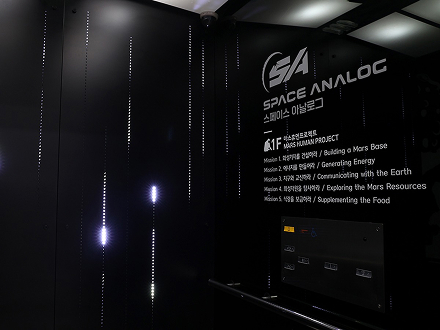 SA
SPACE ANALOG
스페이스 아날로그
1F
MARS HUMAN PROJECT
Mission 1. 화성기지를 건설하라 / Building a Mars Base
Mission 2. 에너지를 만들어라 / Generating Energy
Mission 3. 지구와 교신하라 / Communicating with the Earth
Mission 4. 화성자원을 탐사하라 / Exploring the Mars Resources
Mission 5. 식량을 보급하라 / Supplementing the Food